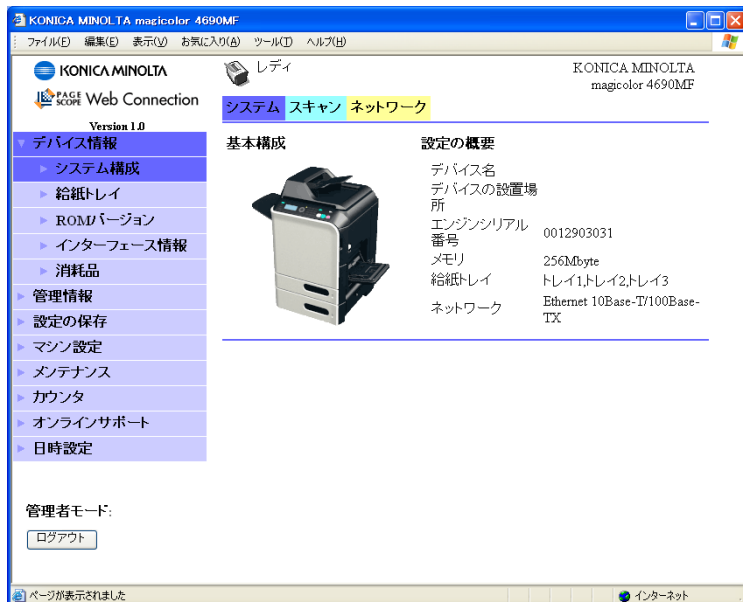 KONICA MINOLTA magicolor 4690MF
ファイル(F) 編集(E) 表示(V) お気に入り(A) ツール(T) ヘルプ(H)
KONICA MINOLTA
レディ
KONICA MINOLTA
magicolor 4690MF
PAGE SCOPE Web Connection
Version 1.0
システム スキャン ネットワーク
デバイス情報
システム構成
給紙トレイ
ROMバージョン
インターフェース情報
消耗品
管理情報
設定の保存
マシン設定
メンテナンス
カウンタ
オンラインサポート
日時設定
管理者モード:
ログアウト
基本構成
設定の概要
デバイス名
デバイスの設置場
所
エンジンシリアル
番号
0012903031
メモリ 256Mbyte
給紙トレイ トレイ1,トレイ2,トレイ3
ネットワーク
Ethernet 10Base-T/100Base-
TX
ページが表示されました
インターネット